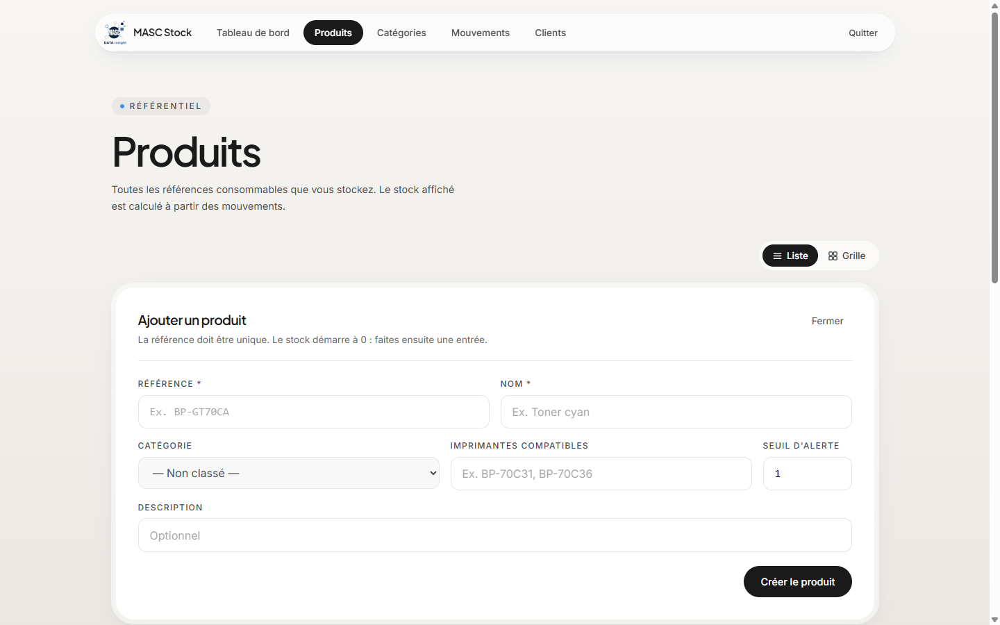 MASC
DATA Insight
MASC Stock
Tableau de bord
Produits
Catégories
Mouvements
Clients
Quitter
RÉFÉRENTIEL
Produits
Toutes les références consommables que vous stockez. Le stock affiché
est calculé à partir des mouvements.
Liste
Grille
Ajouter un produit
Fermer
La référence doit être unique. Le stock démarre à 0 : faites ensuite une entrée.
RÉFÉRENCE *
NOM *
Ex. BP-GT70CA
Ex. Toner cyan
CATÉGORIE
IMPRIMANTES COMPATIBLES
SEUIL D'ALERTE
— Non classé —
Ex. BP-70C31, BP-70C36
1
DESCRIPTION
Optionnel
Créer le produit